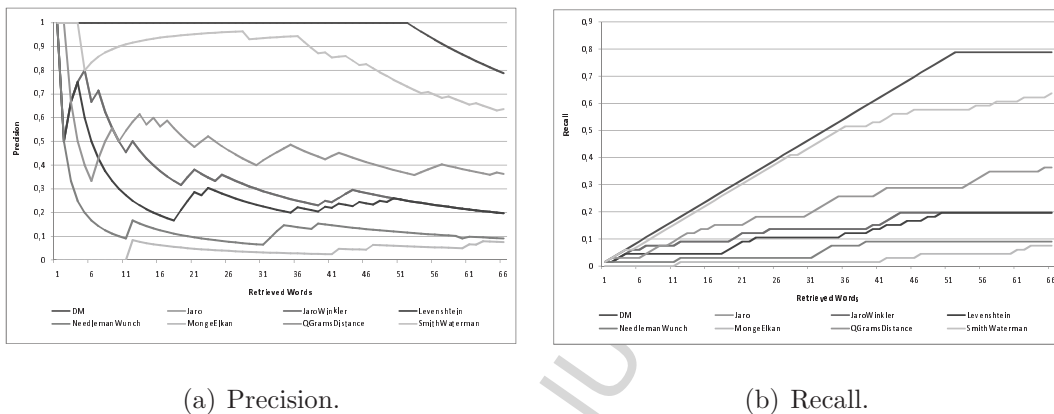 1
0,9
0,8
0,7
0,6
0,5
0,4
0,3
0,2
0,1
0
Precision
1 6 11 16 21 26 31 36 41 46 51 56 61 66
Retrieved Words
DM Jaro JaroWinkler Levenshtein
NeedlemanWunch MongeElkan QGramsDistance SmithWaterman
(a) Precision.
0,9
0,8
0,7
0,6
0,5
0,4
0,3
0,2
0,1
0
Recall
1 6 11 16 21 26 31 36 41 46 51 56 61 66
Retrieved Words
DM Jaro JaroWinkler Levenshtein
NeedlemanWunch MongeElkan QGramsDistance SmithWaterman
(b) Recall.